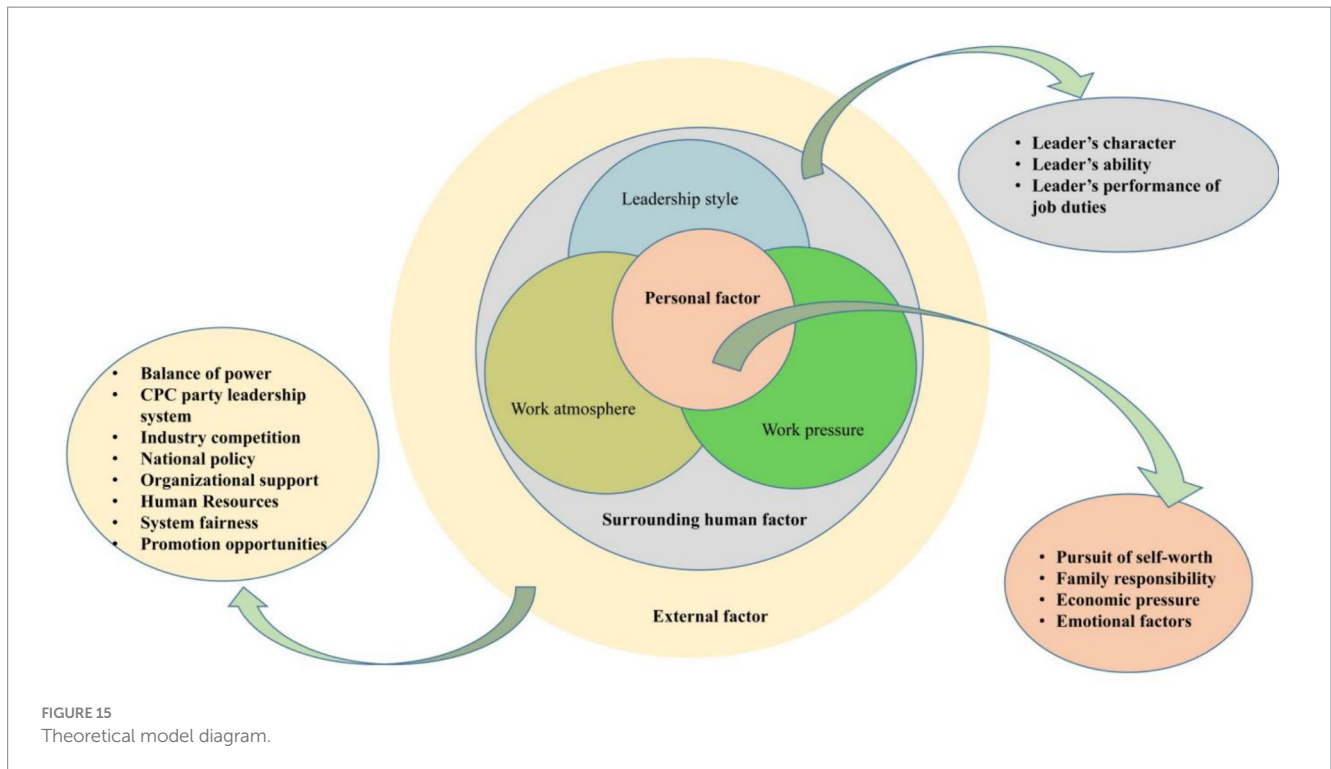 Leadership style
Personal factor
Work atmosphere
Work pressure
Surrounding human factor
External factor
• Leader's character
• Leader's ability
• Leader's performance of
job duties
• Balance of power
• CPC party leadership
system
• Industry competition
• National policy
• Organizational support
• Human Resources
• System fairness
• Promotion opportunities
• Pursuit of self-worth
• Family responsibility
• Economic pressure
• Emotional factors
FIGURE 15
Theoretical model diagram.